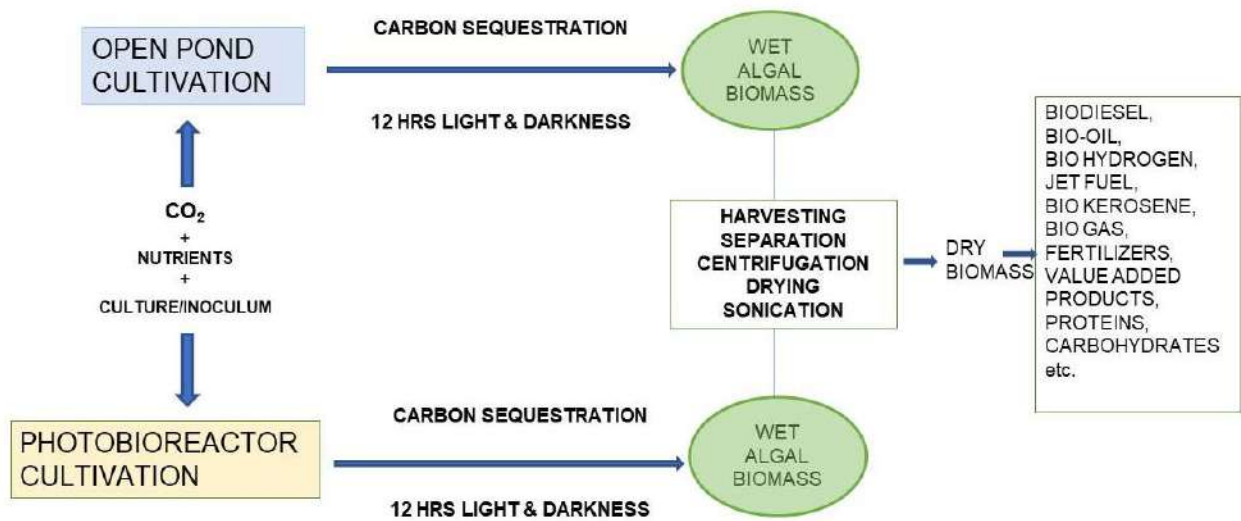 OPEN POND
CULTIVATION
CARBON SEQUESTRATION
12 HRS LIGHT & DARKNESS
WET
ALGAL
BIOMASS
CO₂
+
NUTRIENTS
+
CULTURE/INOCULUM
HARVESTING
SEPARATION
CENTRIFUGATION
DRYING
SONICATION
DRY
BIOMASS
BIODIESEL,
BIO-OIL,
BIO HYDROGEN,
JET FUEL,
BIO KEROSENE,
BIO GAS,
FERTILIZERS,
VALUE ADDED
PRODUCTS,
PROTEINS,
CARBOHYDRATES
etc.
PHOTOBIOREACTOR
CULTIVATION
CARBON SEQUESTRATION
12 HRS LIGHT & DARKNESS
WET
ALGAL
BIOMASS